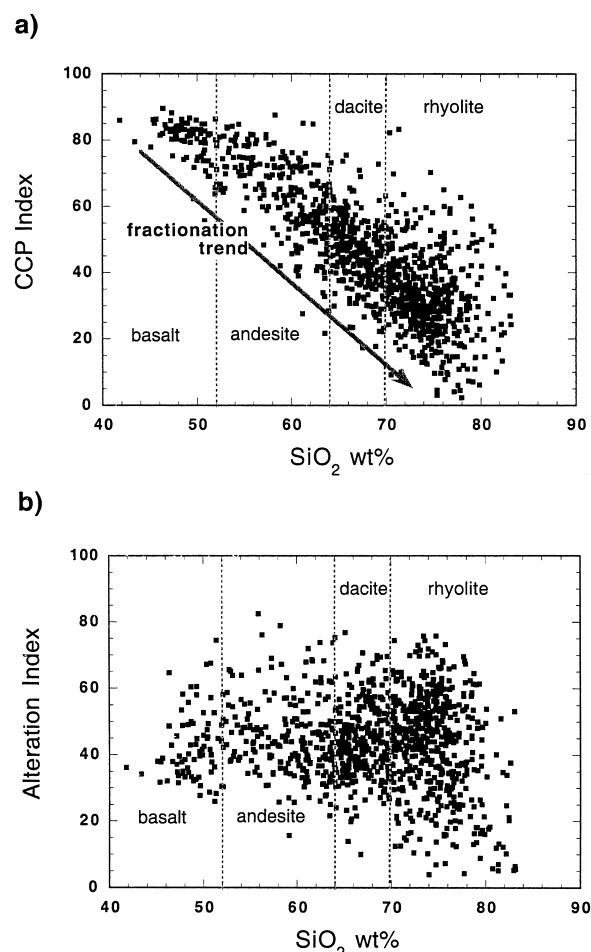 a)
100
80
60
40
20
0
CCP Index
dacite
rhyolite
fractionation
trend
basalt
andesite
40 50 60 70 80 90
SiO2 wt%
b)
100
80
60
40
20
0
Alteration Index
dacite
rhyolite
basalt
andesite
40 50 60 70 80 90
SiO2 wt%